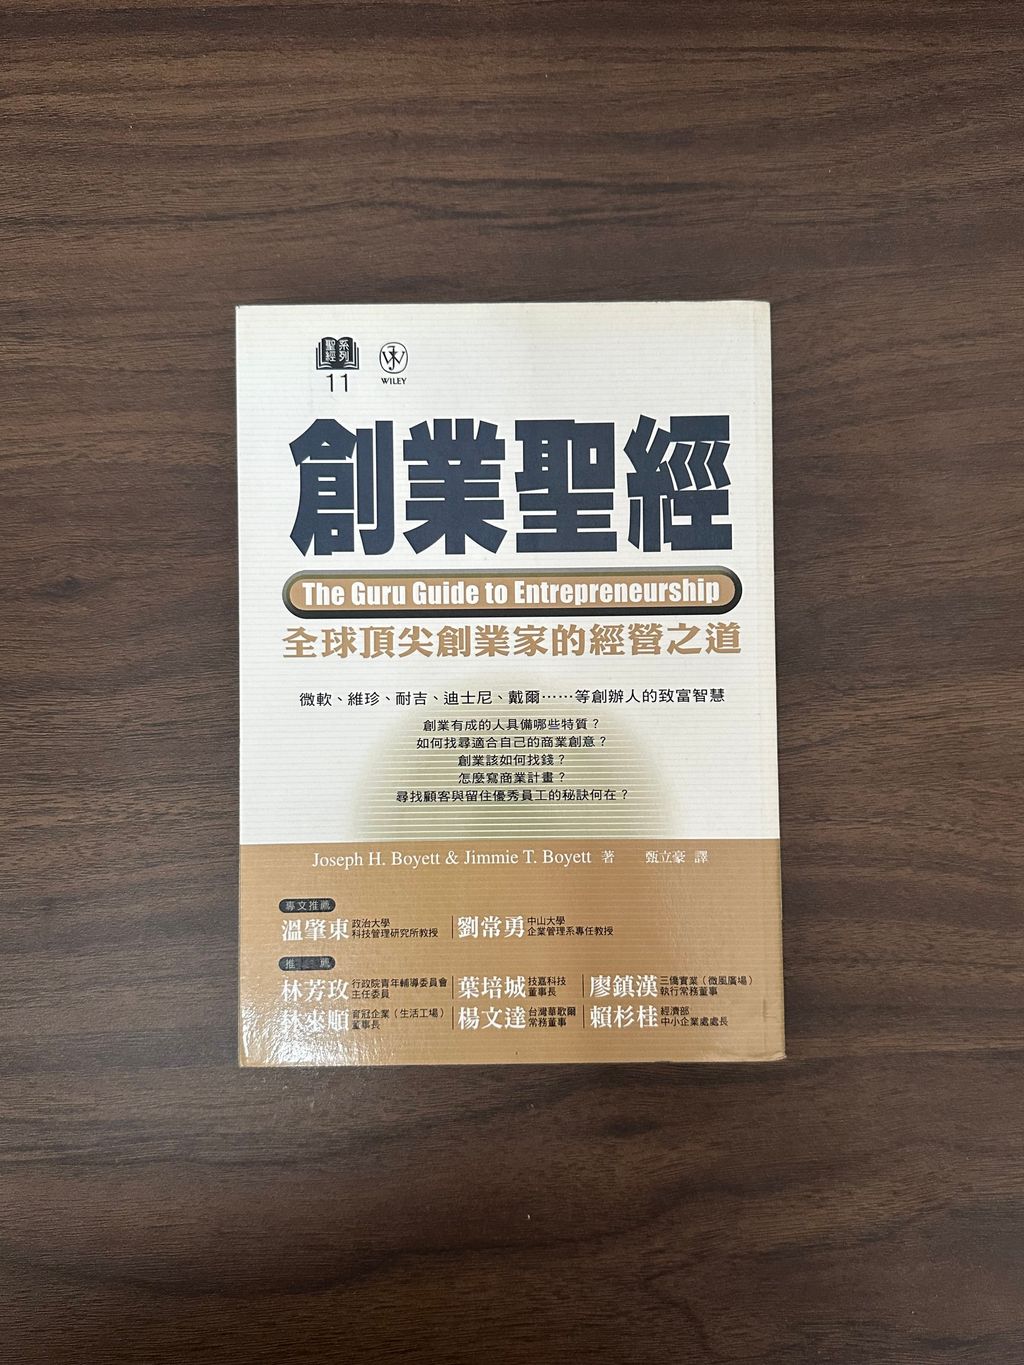 聖經系列
11
WILEY
創業聖經
The Guru Guide to Entrepreneurship
全球頂尖創業家的經營之道
微軟、維珍、耐吉、迪士尼、戴爾⋯⋯等創辦人的致富智慧
創業有成的人具備哪些特質？
如何找尋適合自己的商業創意？
創業該如何找錢？
怎麼寫商業計畫？
尋找顧客與留住優秀員工的秘訣何在？
Joseph H. Boyett & Jimmie T. Boyett 著 甄立豪 譯
專文推薦
溫肇東 政治大學 科技管理研究所教授 劉常勇 中山大學 企業管理系專任教授
推 薦
林芳玫 行政院青年輔導委員會 主任委員 葉培城 技嘉科技 董事長 廖鎮漢 三僑實業（微風廣場） 執行常務董事
林來順 育冠企業（生活工場） 董事長 楊文達 台灣華歌爾 常務董事 賴杉桂 經濟部 中小企業處處長